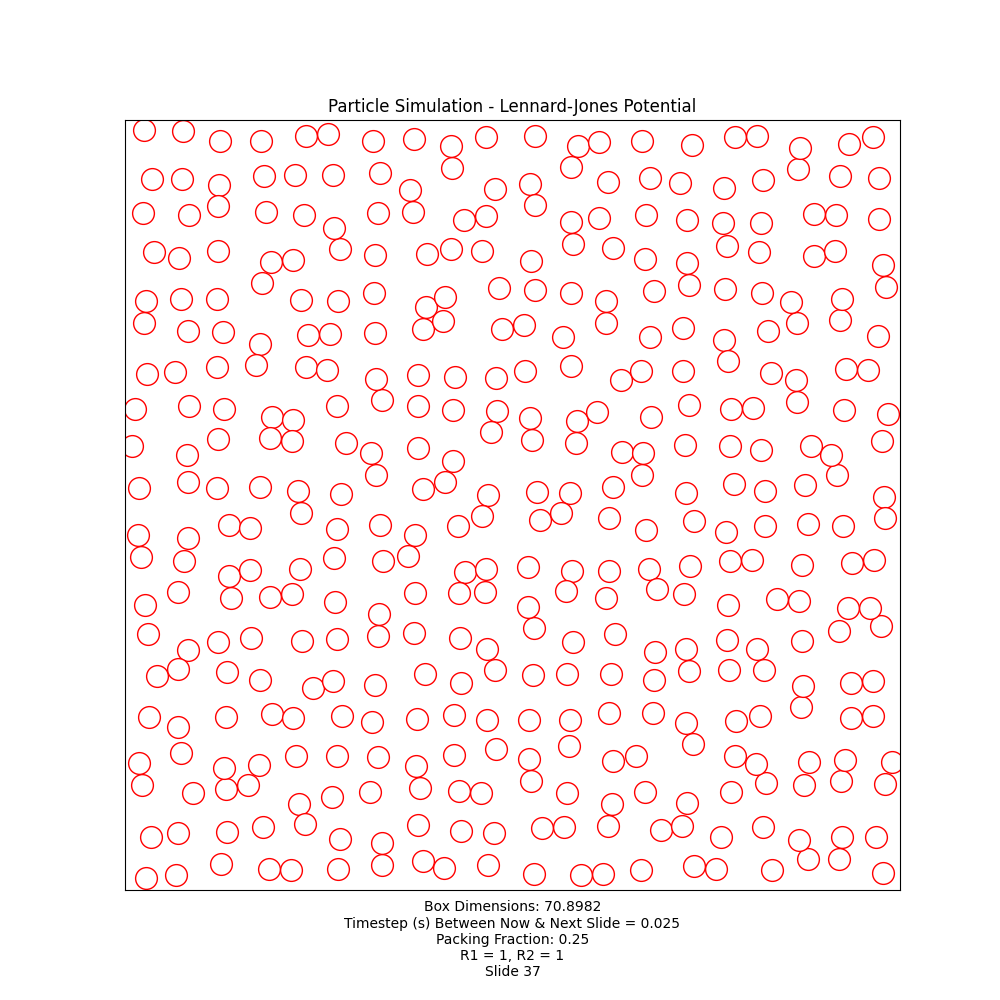 Particle Simulation - Lennard-Jones Potential
Box Dimensions: 70.8982
Timestep (s) Between Now & Next Slide = 0.025
Packing Fraction: 0.25
R1 = 1, R2 = 1
Slide 37